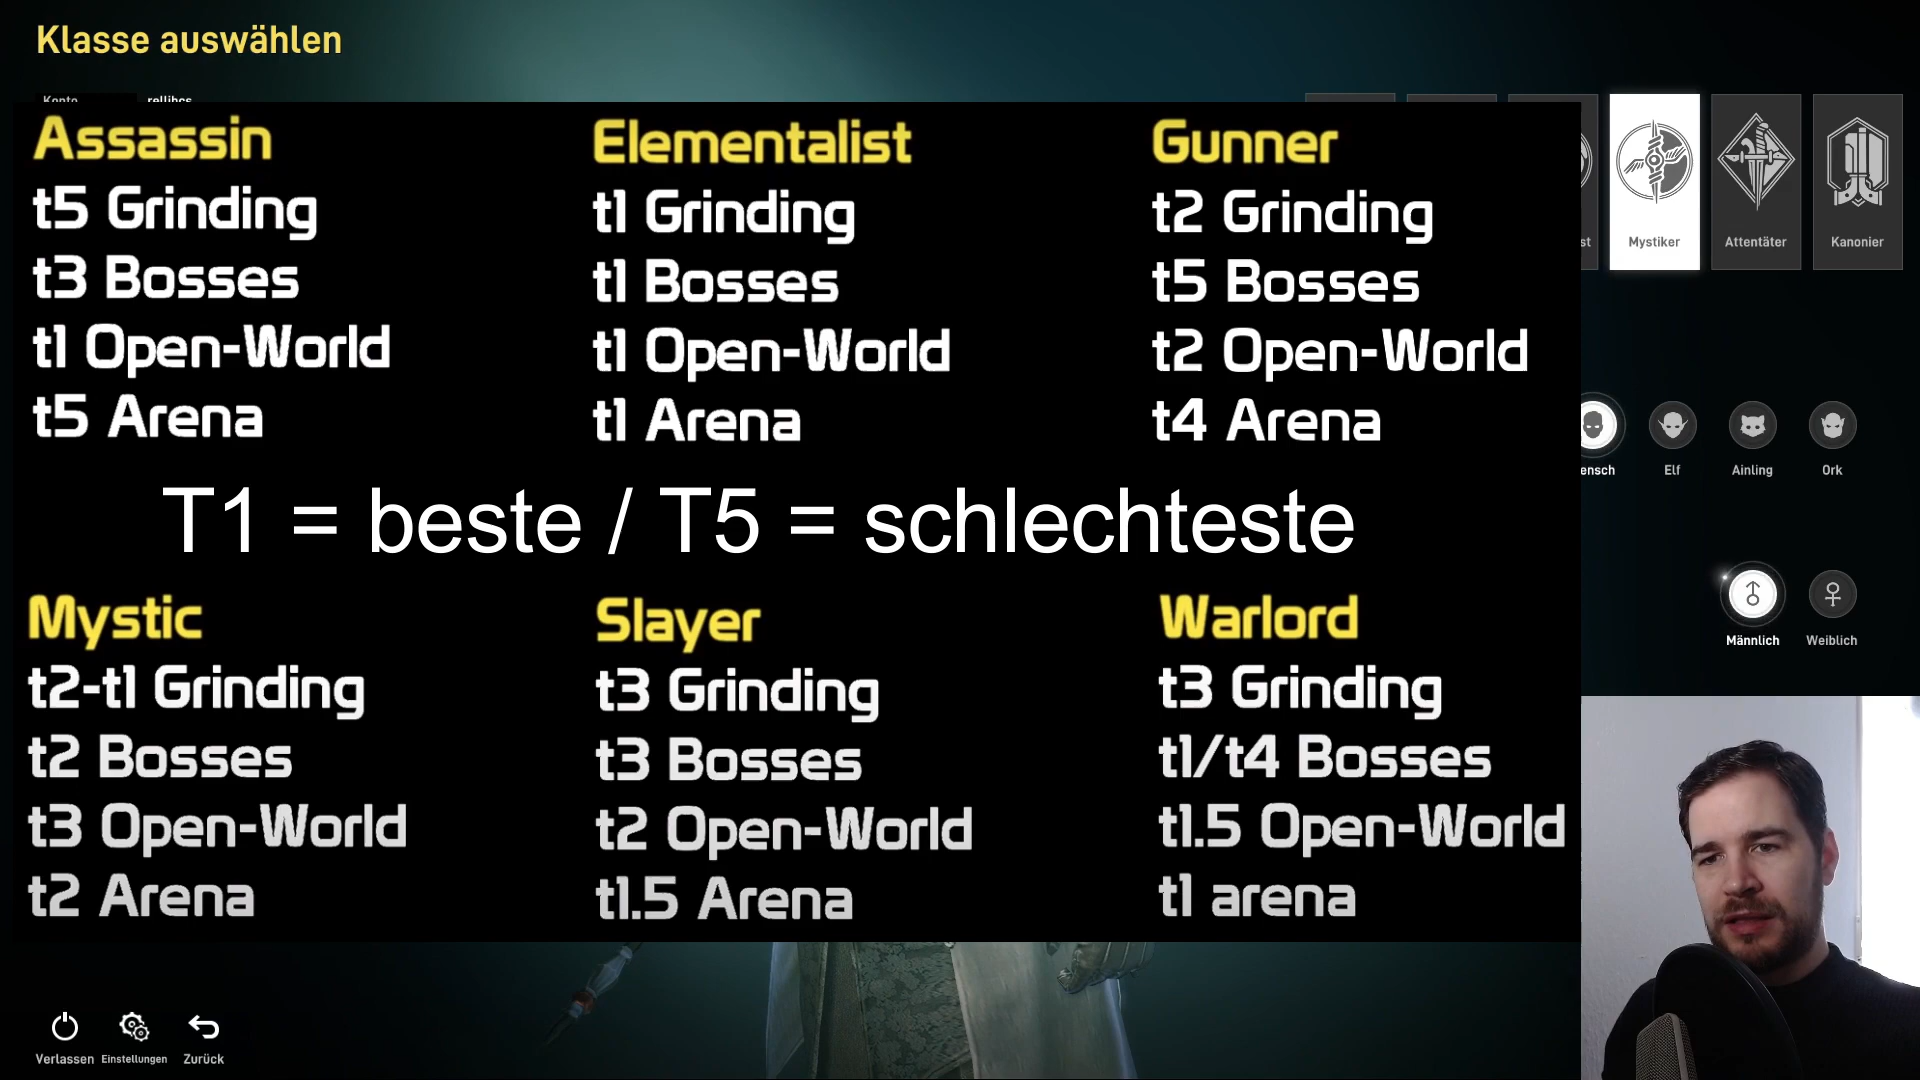 Klasse auswählen
Konto rellihcs
Assassin
t5 Grinding
t3 Bosses
t1 Open-World
t5 Arena
Elementalist
t1 Grinding
t1 Bosses
t1 Open-World
t1 Arena
Gunner
t2 Grinding
t5 Bosses
t2 Open-World
t4 Arena
T1 = beste / T5 = schlechteste
Mystic
t2-t1 Grinding
t2 Bosses
t3 Open-World
t2 Arena
Slayer
t3 Grinding
t3 Bosses
t2 Open-World
t1.5 Arena
Warlord
t3 Grinding
t1/t4 Bosses
t1.5 Open-World
t1 arena
st Mystiker Attentäter Kanonier
ensch Elf Ainling Ork
Männlich Weiblich
Verlassen Einstellungen Zurück